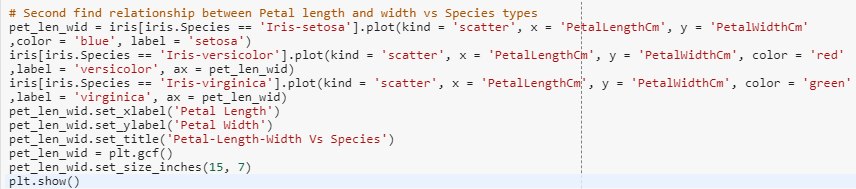 # Second find relationship between Petal length and width vs Species types
pet_len_wid = iris[iris.Species == 'Iris-setosa'].plot(kind = 'scatter', x = 'PetalLengthCm', y = 'PetalWidthCm'
,color = 'blue', label = 'setosa')
iris[iris.Species == 'Iris-versicolor'].plot(kind = 'scatter', x = 'PetalLengthCm', y = 'PetalWidthCm', color = 'red'
,label = 'versicolor', ax = pet_len_wid)
iris[iris.Species == 'Iris-virginica'].plot(kind = 'scatter', x = 'PetalLengthCm', y = 'PetalWidthCm', color = 'green'
,label = 'virginica', ax = pet_len_wid)
pet_len_wid.set_xlabel('Petal Length')
pet_len_wid.set_ylabel('Petal Width')
pet_len_wid.set_title('Petal-Length-Width Vs Species')
pet_len_wid = plt.gcf()
pet_len_wid.set_size_inches(15, 7)
plt.show()